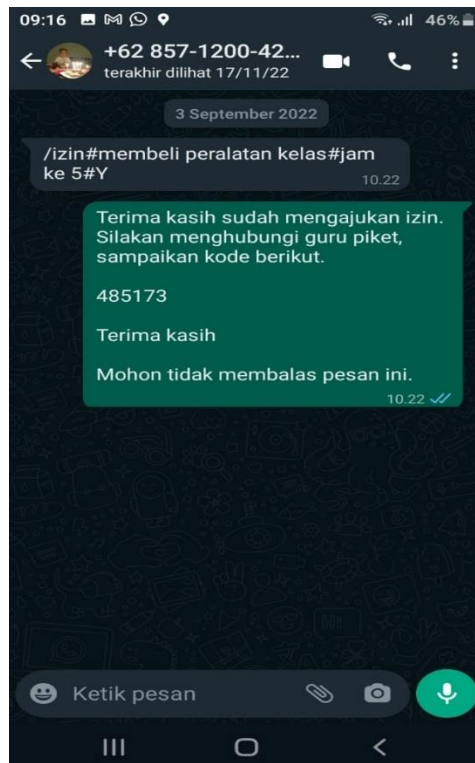 09:16 46%
+62 857-1200-42...
terakhir dilihat 17/11/22
3 September 2022
/izin#membeli peralatan kelas#jam
ke 5#Y
10.22
Terima kasih sudah mengajukan izin.
Silakan menghubungi guru piket,
sampaikan kode berikut.
485173
Terima kasih
Mohon tidak membalas pesan ini.
10.22
Ketik pesan